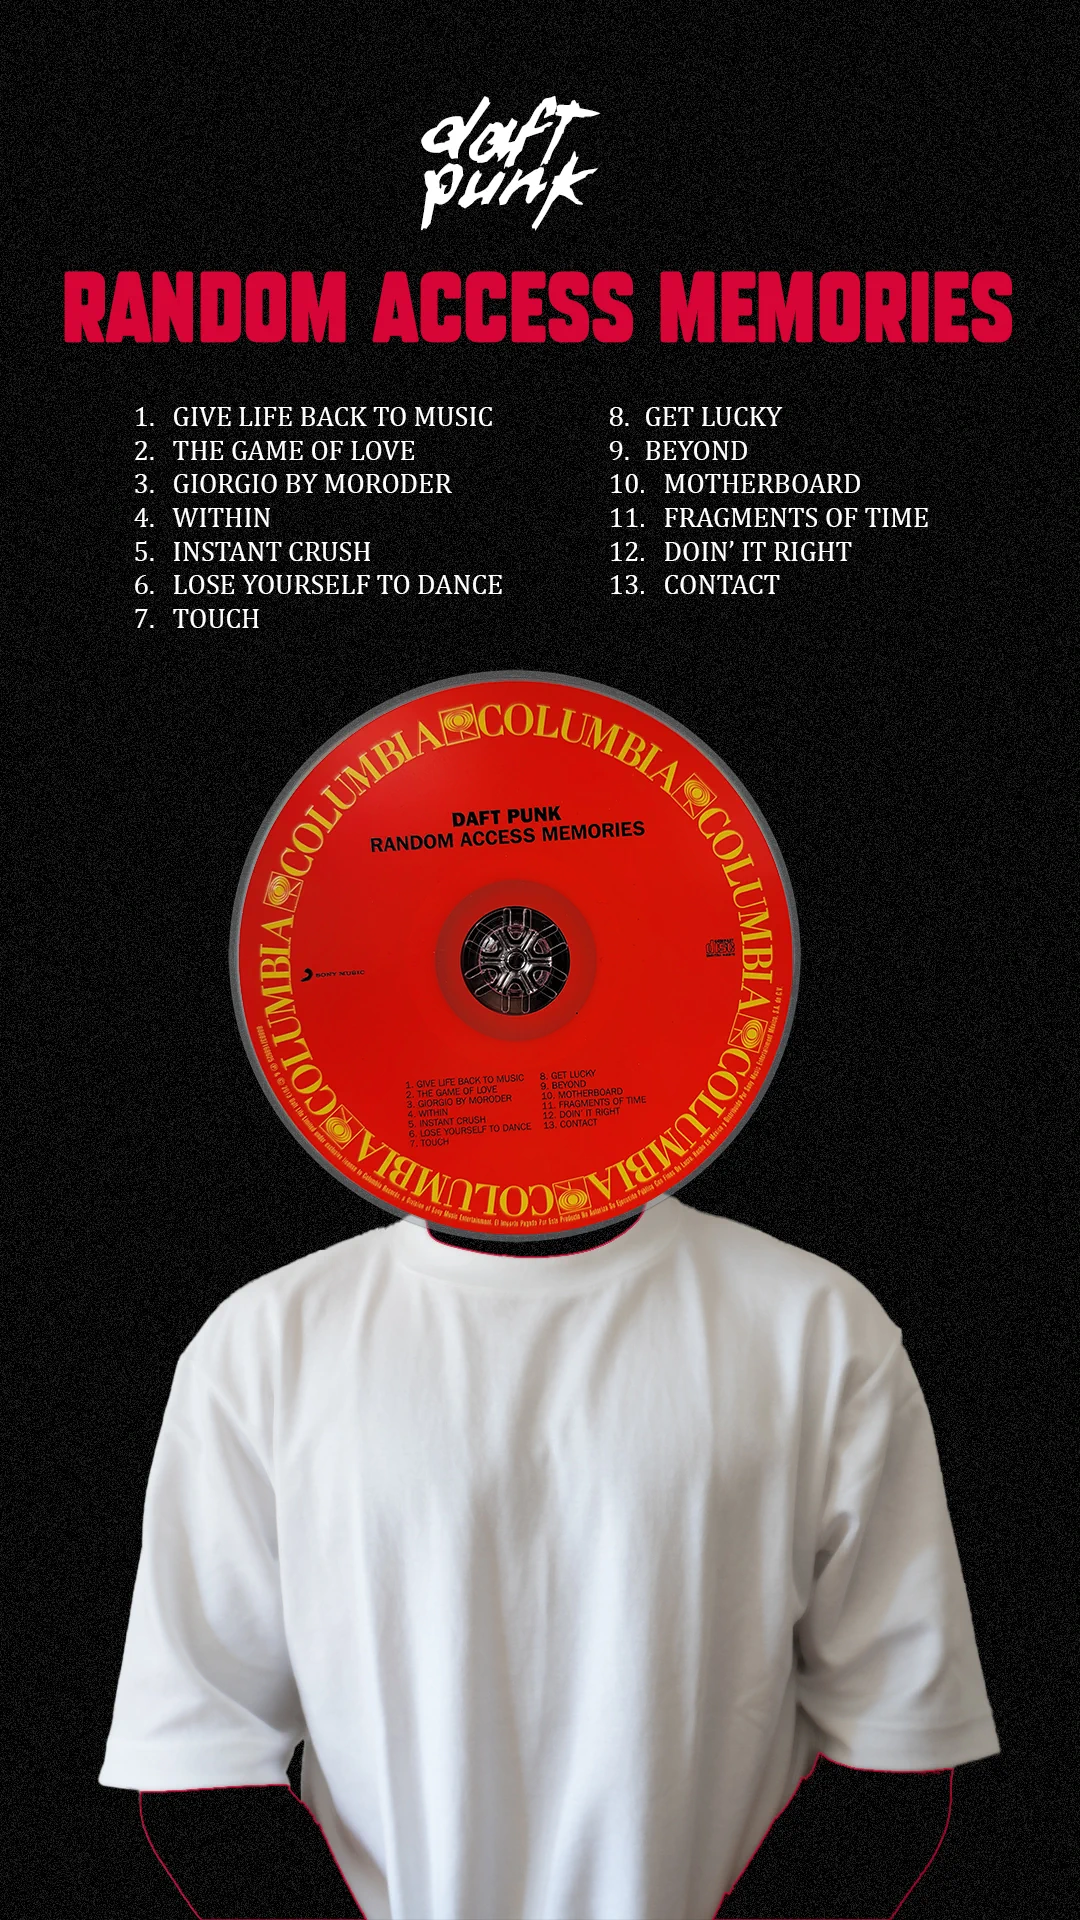 daft
punk
RANDOM ACCESS MEMORIES
1. GIVE LIFE BACK TO MUSIC
2. THE GAME OF LOVE
3. GIORGIO BY MORODER
4. WITHIN
5. INSTANT CRUSH
6. LOSE YOURSELF TO DANCE
7. TOUCH
8. GET LUCKY
9. BEYOND
10. MOTHERBOARD
11. FRAGMENTS OF TIME
12. DOIN’ IT RIGHT
13. CONTACT
COLUMBIA COLUMBIA COLUMBIA COLUMBIA COLUMBIA COLUMBIA COLUMBIA COLUMBIA
DAFT PUNK
RANDOM ACCESS MEMORIES
SONY MUSIC
disc
1. GIVE LIFE BACK TO MUSIC
2. THE GAME OF LOVE
3. GIORGIO BY MORODER
4. WITHIN
5. INSTANT CRUSH
6. LOSE YOURSELF TO DANCE
7. TOUCH
8. GET LUCKY
9. BEYOND
10. MOTHERBOARD
11. FRAGMENTS OF TIME
12. DOIN' IT RIGHT
13. CONTACT